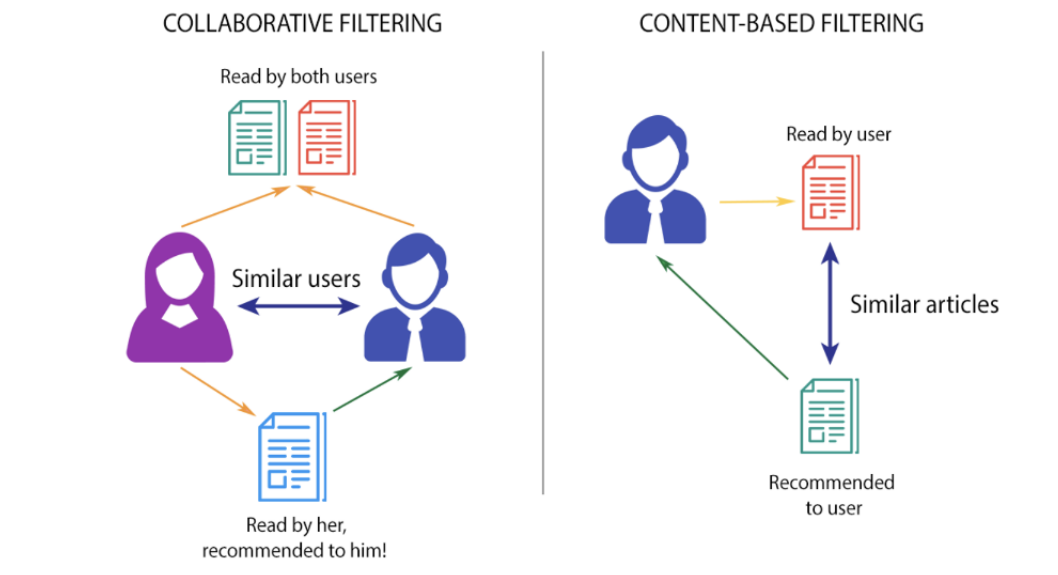 COLLABORATIVE FILTERING
Read by both users
Similar users
Read by her,
recommended to him!
CONTENT-BASED FILTERING
Read by user
Similar articles
Recommended
to user